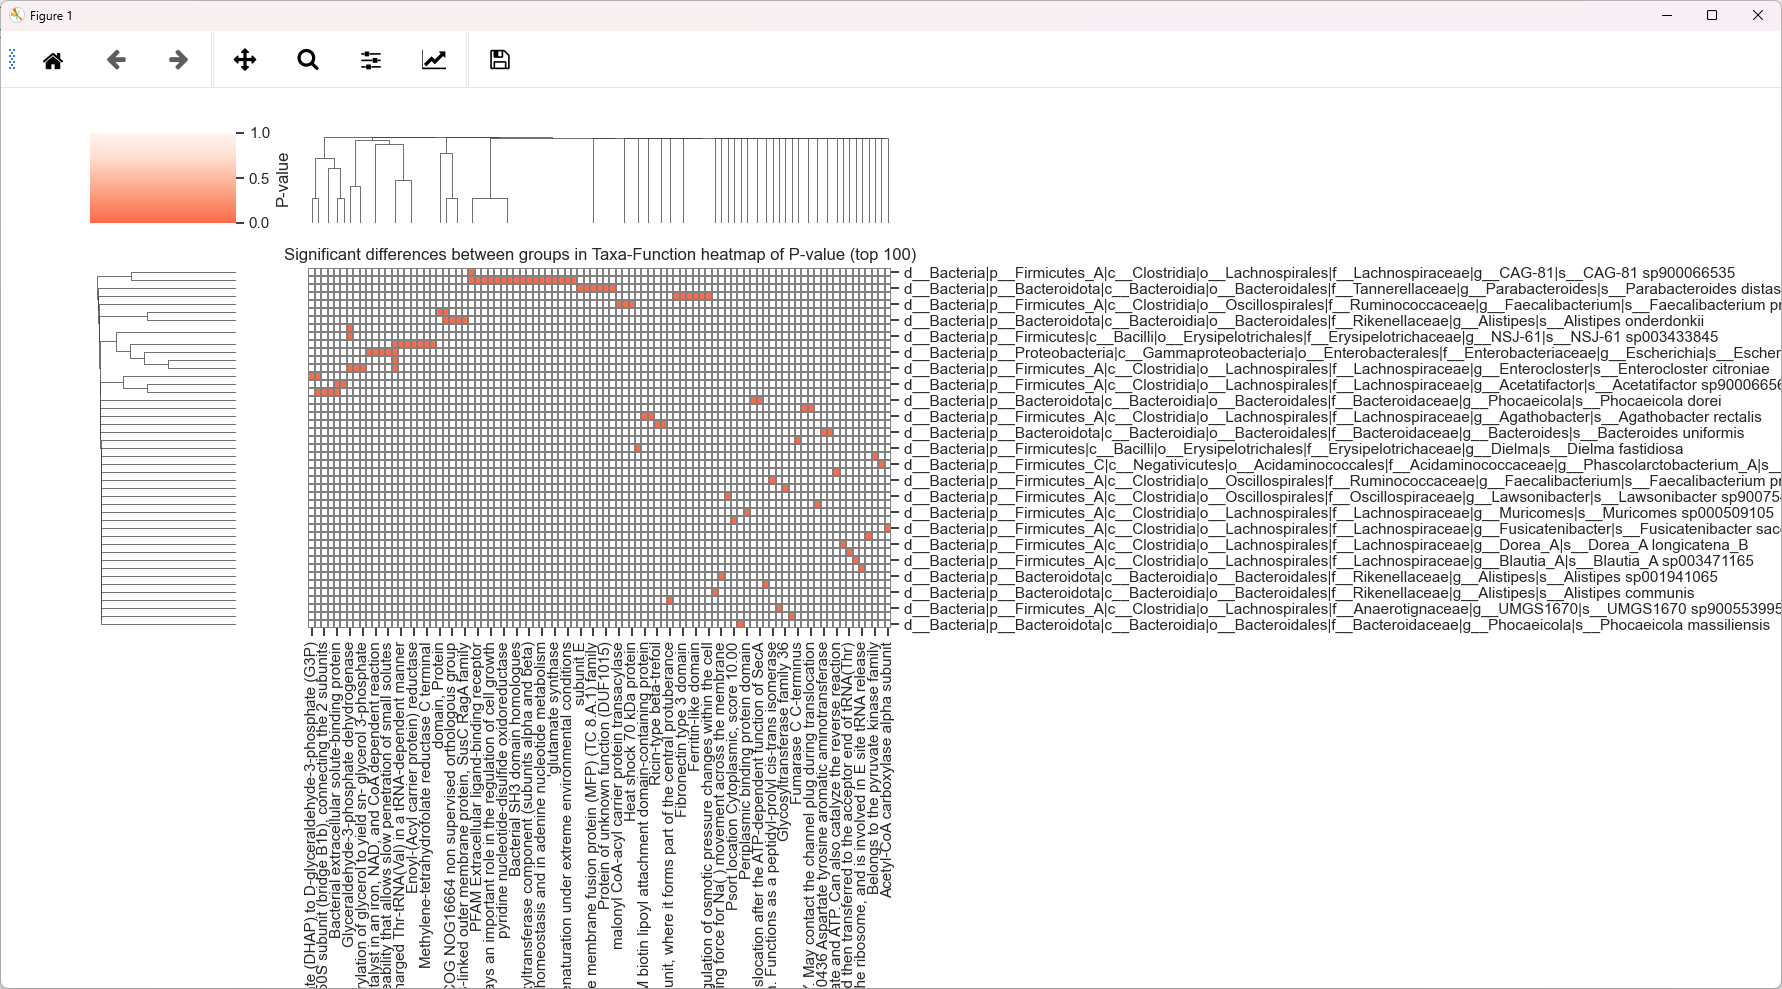 Figure 1
1.0
0.5
0.0
P-value
Significant differences between groups in Taxa-Function heatmap of P-value (top 100)
d__Bacteria|p__Firmicutes_A|c__Clostridia|o__Lachnospirales|f__Lachnospiraceae|g__CAG-81|s__CAG-81 sp900066535
d__Bacteria|p__Bacteroidota|c__Bacteroidia|o__Bacteroidales|f__Tannerellaceae|g__Parabacteroides|s__Parabacteroides distas
d__Bacteria|p__Firmicutes_A|c__Clostridia|o__Oscillospirales|f__Ruminococcaceae|g__Faecalibacterium|s__Faecalibacterium pr
d__Bacteria|p__Bacteroidota|c__Bacteroidia|o__Bacteroidales|f__Rikenellaceae|g__Alistipes|s__Alistipes onderdonkii
d__Bacteria|p__Firmicutes|c__Bacilli|o__Erysipelotrichales|f__Erysipelotrichaceae|g__NSJ-61|s__NSJ-61 sp003433845
d__Bacteria|p__Proteobacteria|c__Gammaproteobacteria|o__Enterobacterales|f__Enterobacteriaceae|g__Escherichia|s__Escher
d__Bacteria|p__Firmicutes_A|c__Clostridia|o__Lachnospirales|f__Lachnospiraceae|g__Enterocloster|s__Enterocloster citroniae
d__Bacteria|p__Firmicutes_A|c__Clostridia|o__Lachnospirales|f__Lachnospiraceae|g__Acetatifactor|s__Acetatifactor sp90006656
d__Bacteria|p__Bacteroidota|c__Bacteroidia|o__Bacteroidales|f__Bacteroidaceae|g__Phocaeicola|s__Phocaeicola dorei
d__Bacteria|p__Firmicutes_A|c__Clostridia|o__Lachnospirales|f__Lachnospiraceae|g__Agathobacter|s__Agathobacter rectalis
d__Bacteria|p__Bacteroidota|c__Bacteroidia|o__Bacteroidales|f__Bacteroidaceae|g__Bacteroides|s__Bacteroides uniformis
d__Bacteria|p__Firmicutes|c__Bacilli|o__Erysipelotrichales|f__Erysipelotrichaceae|g__Dielma|s__Dielma fastidiosa
d__Bacteria|p__Firmicutes_C|c__Negativicutes|o__Acidaminococcales|f__Acidaminococcaceae|g__Phascolarctobacterium_A|s__
d__Bacteria|p__Firmicutes_A|c__Clostridia|o__Oscillospirales|f__Ruminococcaceae|g__Faecalibacterium|s__Faecalibacterium pr
d__Bacteria|p__Firmicutes_A|c__Clostridia|o__Oscillospirales|f__Oscillospiraceae|g__Lawsonibacter|s__Lawsonibacter sp90075
d__Bacteria|p__Firmicutes_A|c__Clostridia|o__Lachnospirales|f__Lachnospiraceae|g__Muricomes|s__Muricomes sp000509105
d__Bacteria|p__Firmicutes_A|c__Clostridia|o__Lachnospirales|f__Lachnospiraceae|g__Fusicatenibacter|s__Fusicatenibacter sac
d__Bacteria|p__Firmicutes_A|c__Clostridia|o__Lachnospirales|f__Lachnospiraceae|g__Dorea_A|s__Dorea_A longicatena_B
d__Bacteria|p__Firmicutes_A|c__Clostridia|o__Lachnospirales|f__Lachnospiraceae|g__Blautia_A|s__Blautia_A sp003471165
d__Bacteria|p__Bacteroidota|c__Bacteroidia|o__Bacteroidales|f__Rikenellaceae|g__Alistipes|s__Alistipes sp001941065
d__Bacteria|p__Bacteroidota|c__Bacteroidia|o__Bacteroidales|f__Rikenellaceae|g__Alistipes|s__Alistipes communis
d__Bacteria|p__Firmicutes_A|c__Clostridia|o__Lachnospirales|f__Anaerotignaceae|g__UMGS1670|s__UMGS1670 sp900553995
d__Bacteria|p__Bacteroidota|c__Bacteroidia|o__Bacteroidales|f__Bacteroidaceae|g__Phocaeicola|s__Phocaeicola massiliensis
ate (DHAP) to D-glyceraldehyde-3-phosphate (G3P)
50S subunit (bridge B1b), connecting the 2 subunits
Bacterial extracellular solute-binding protein
Glyceraldehyde-3-phosphate dehydrogenase
rylation of glycerol to yield sn- glycerol 3-phosphate
atalyst in an iron, NAD, and CoA dependent reaction
eability that allows slow penetration of small solutes
harged Thr-tRNA(Val) in a tRNA-dependent manner
Enoyl-(Acyl carrier protein) reductase
Methylene-tetrahydrofolate reductase C terminal
domain, Protein
COG NOG16664 non supervised orthologous group
-linked outer membrane protein, SusC RagA family
PFAM Extracellular ligand-binding receptor
ays an important role in the regulation of cell growth
pyridine nucleotide-disulfide oxidoreductase
Bacterial SH3 domain homologues
xyltransferase component (subunits alpha and beta)
homeostasis and in adenine nucleotide metabolism
glutamate synthase
enaturation under extreme environmental conditions
subunit E
e membrane fusion protein (MFP) (TC 8.A.1) family
Protein of unknown function (DUF1015)
malonyl CoA-acyl carrier protein transacylase
Heat shock 70 kDa protein
M biotin lipoyl attachment domain-containing protein
Ricin-type beta-trefoil
unit, where it forms part of the central protuberance
Fibronectin type 3 domain
Ferritin-like domain
gulation of osmotic pressure changes within the cell
ing force for Na( ) movement across the membrane
Psort location Cytoplasmic, score 10.00
Periplasmic binding protein domain
slocation after the ATP-dependent function of SecA
. Functions as a peptidyl-prolyl cis-trans isomerase
Glycosyltransferase family 36
Fumarase C C-terminus
. May contact the channel plug during translocation
0436 Aspartate tyrosine aromatic aminotransferase
ate and ATP. Can also catalyze the reverse reaction
d then transferred to the acceptor end of tRNA(Thr)
he ribosome, and is involved in E site tRNA release
Belongs to the pyruvate kinase family
Acetyl-CoA carboxylase alpha subunit